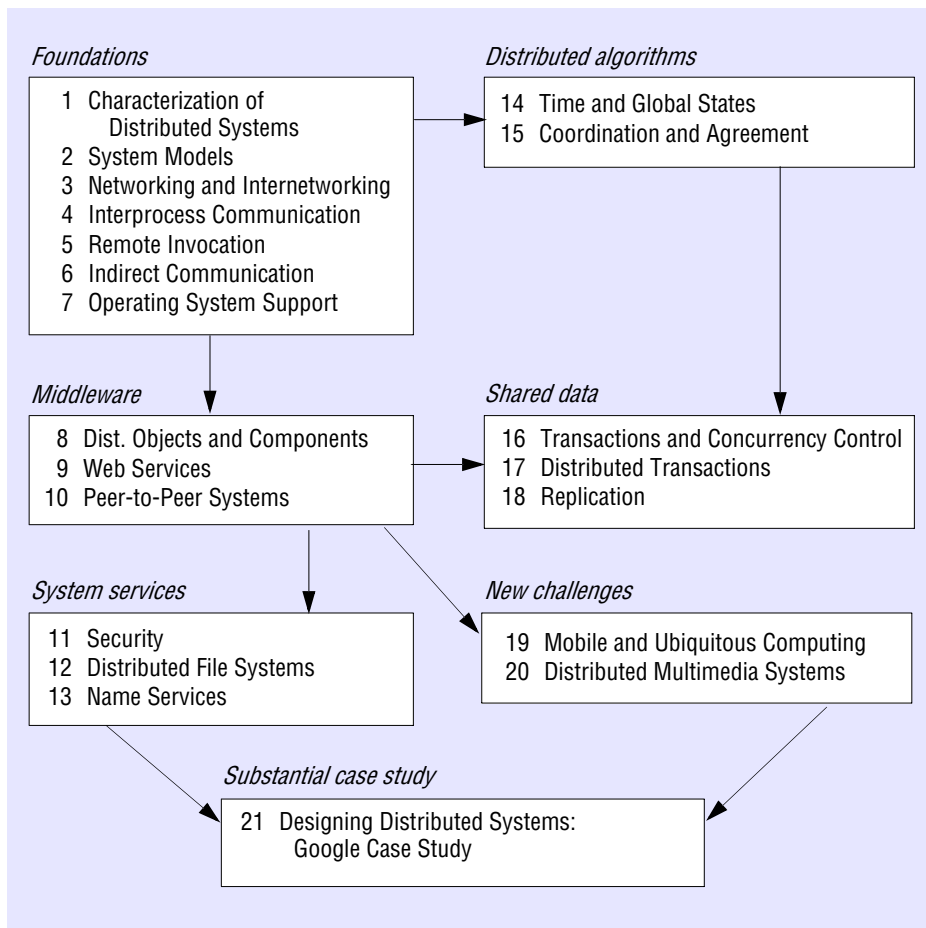 Foundations
1 Characterization of
Distributed Systems
2 System Models
3 Networking and Internetworking
4 Interprocess Communication
5 Remote Invocation
6 Indirect Communication
7 Operating System Support
Distributed algorithms
14 Time and Global States
15 Coordination and Agreement
Middleware
8 Dist. Objects and Components
9 Web Services
10 Peer-to-Peer Systems
Shared data
16 Transactions and Concurrency Control
17 Distributed Transactions
18 Replication
System services
11 Security
12 Distributed File Systems
13 Name Services
New challenges
19 Mobile and Ubiquitous Computing
20 Distributed Multimedia Systems
Substantial case study
21 Designing Distributed Systems:
Google Case Study